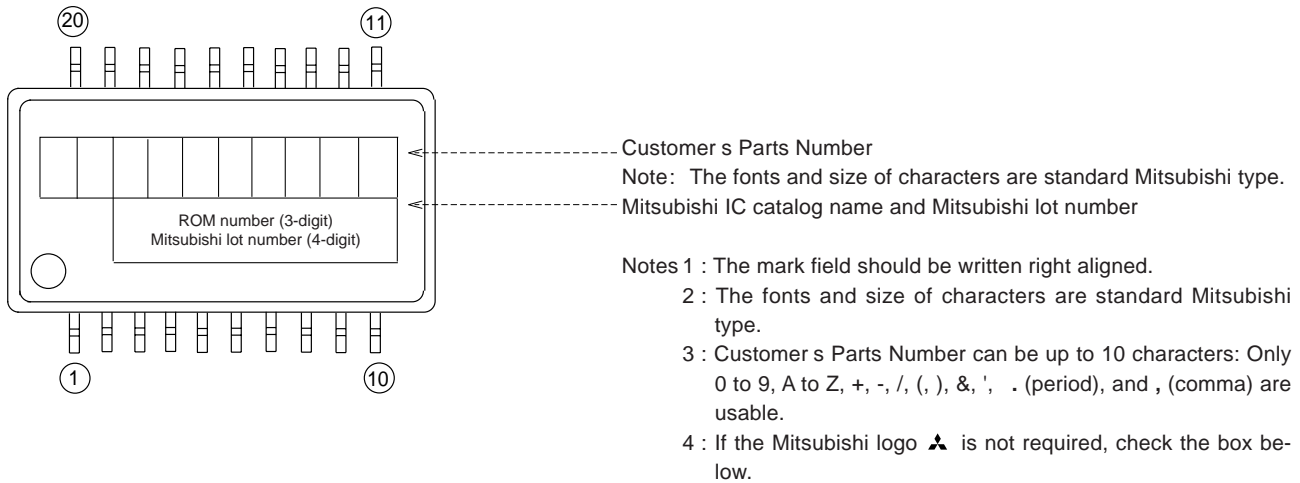 20 11
Customer s Parts Number
Note: The fonts and size of characters are standard Mitsubishi type.
Mitsubishi IC catalog name and Mitsubishi lot number
ROM number (3-digit)
Mitsubishi lot number (4-digit)
Notes 1 : The mark field should be written right aligned.
2 : The fonts and size of characters are standard Mitsubishi
type.
3 : Customer s Parts Number can be up to 10 characters: Only
0 to 9, A to Z, +, -, /, (, ), &, ', . (period), and , (comma) are
usable.
4 : If the Mitsubishi logo is not required, check the box be-
low.
1 10